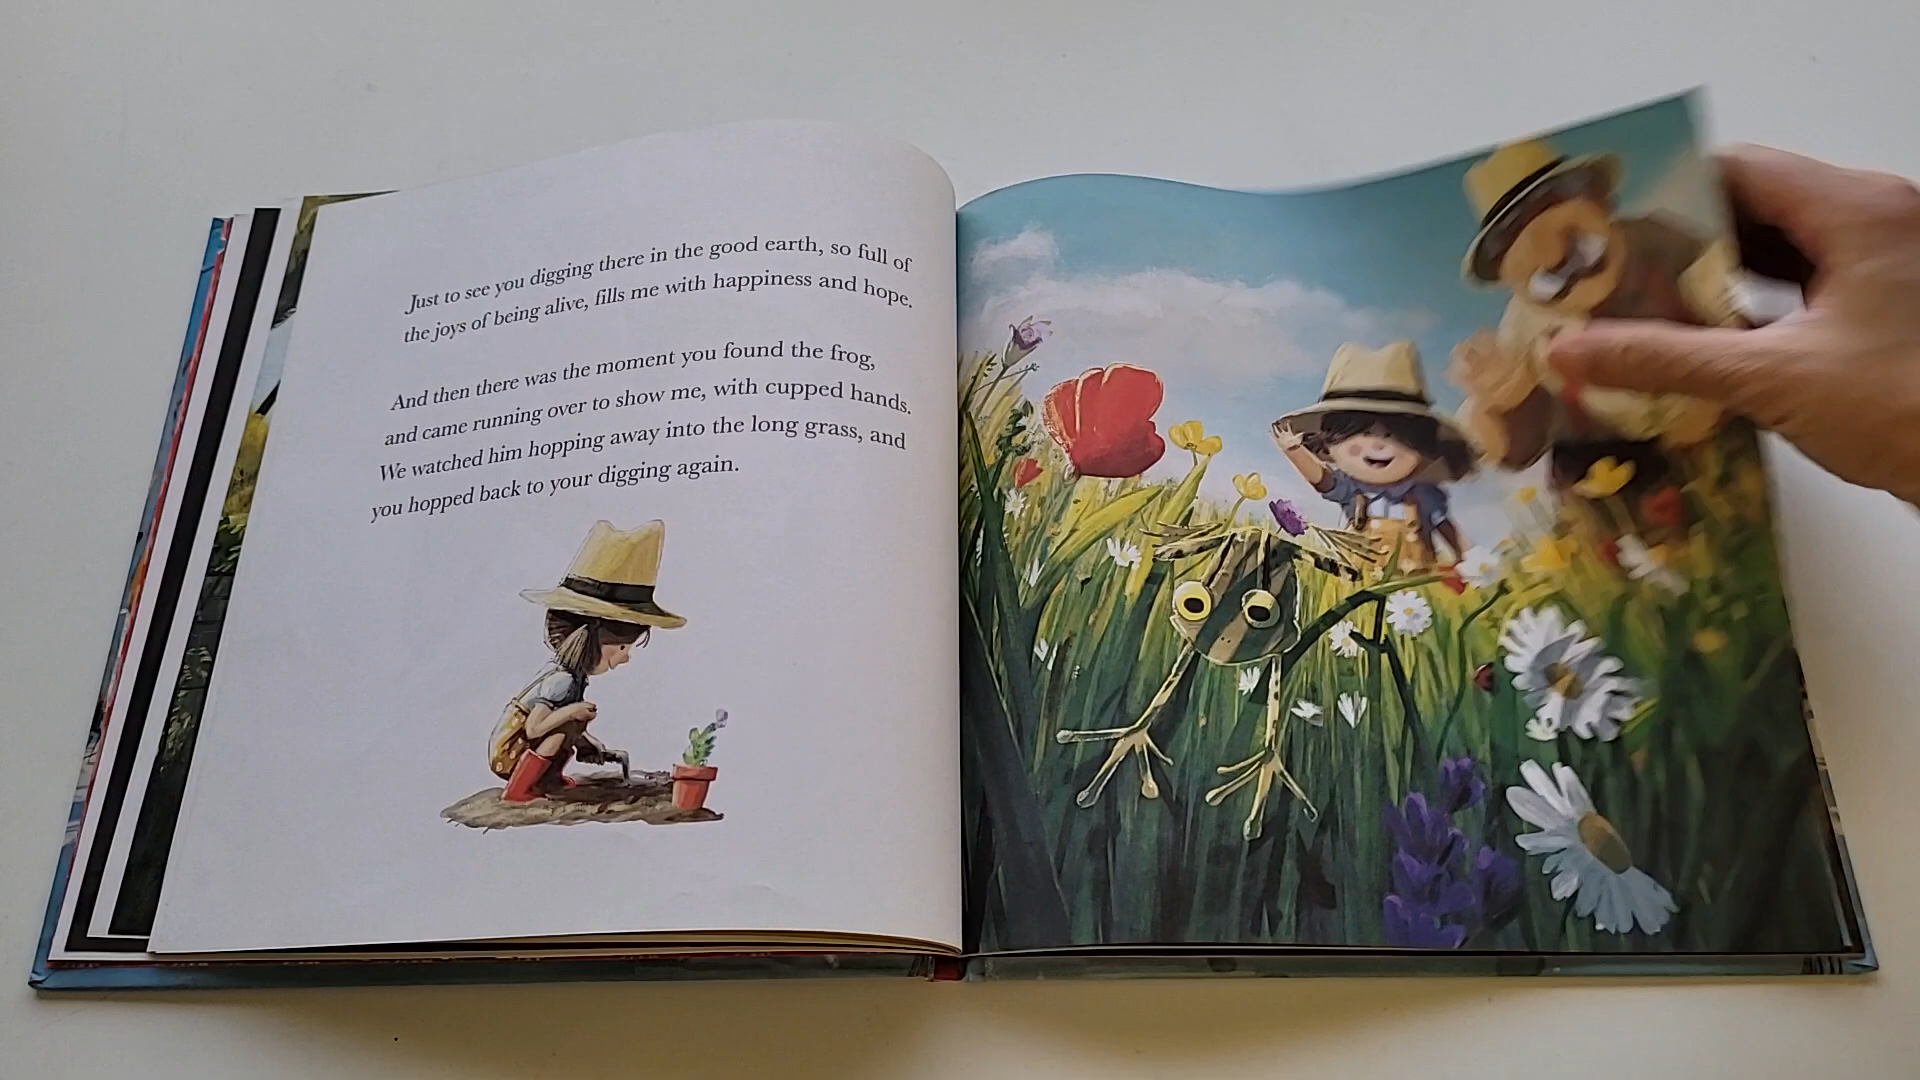 Just to see you digging there in the good earth, so full of
the joys of being alive, fills me with happiness and hope.
And then there was the moment you found the frog,
and came running over to show me, with cupped hands.
We watched him hopping away into the long grass, and
you hopped back to your digging again.